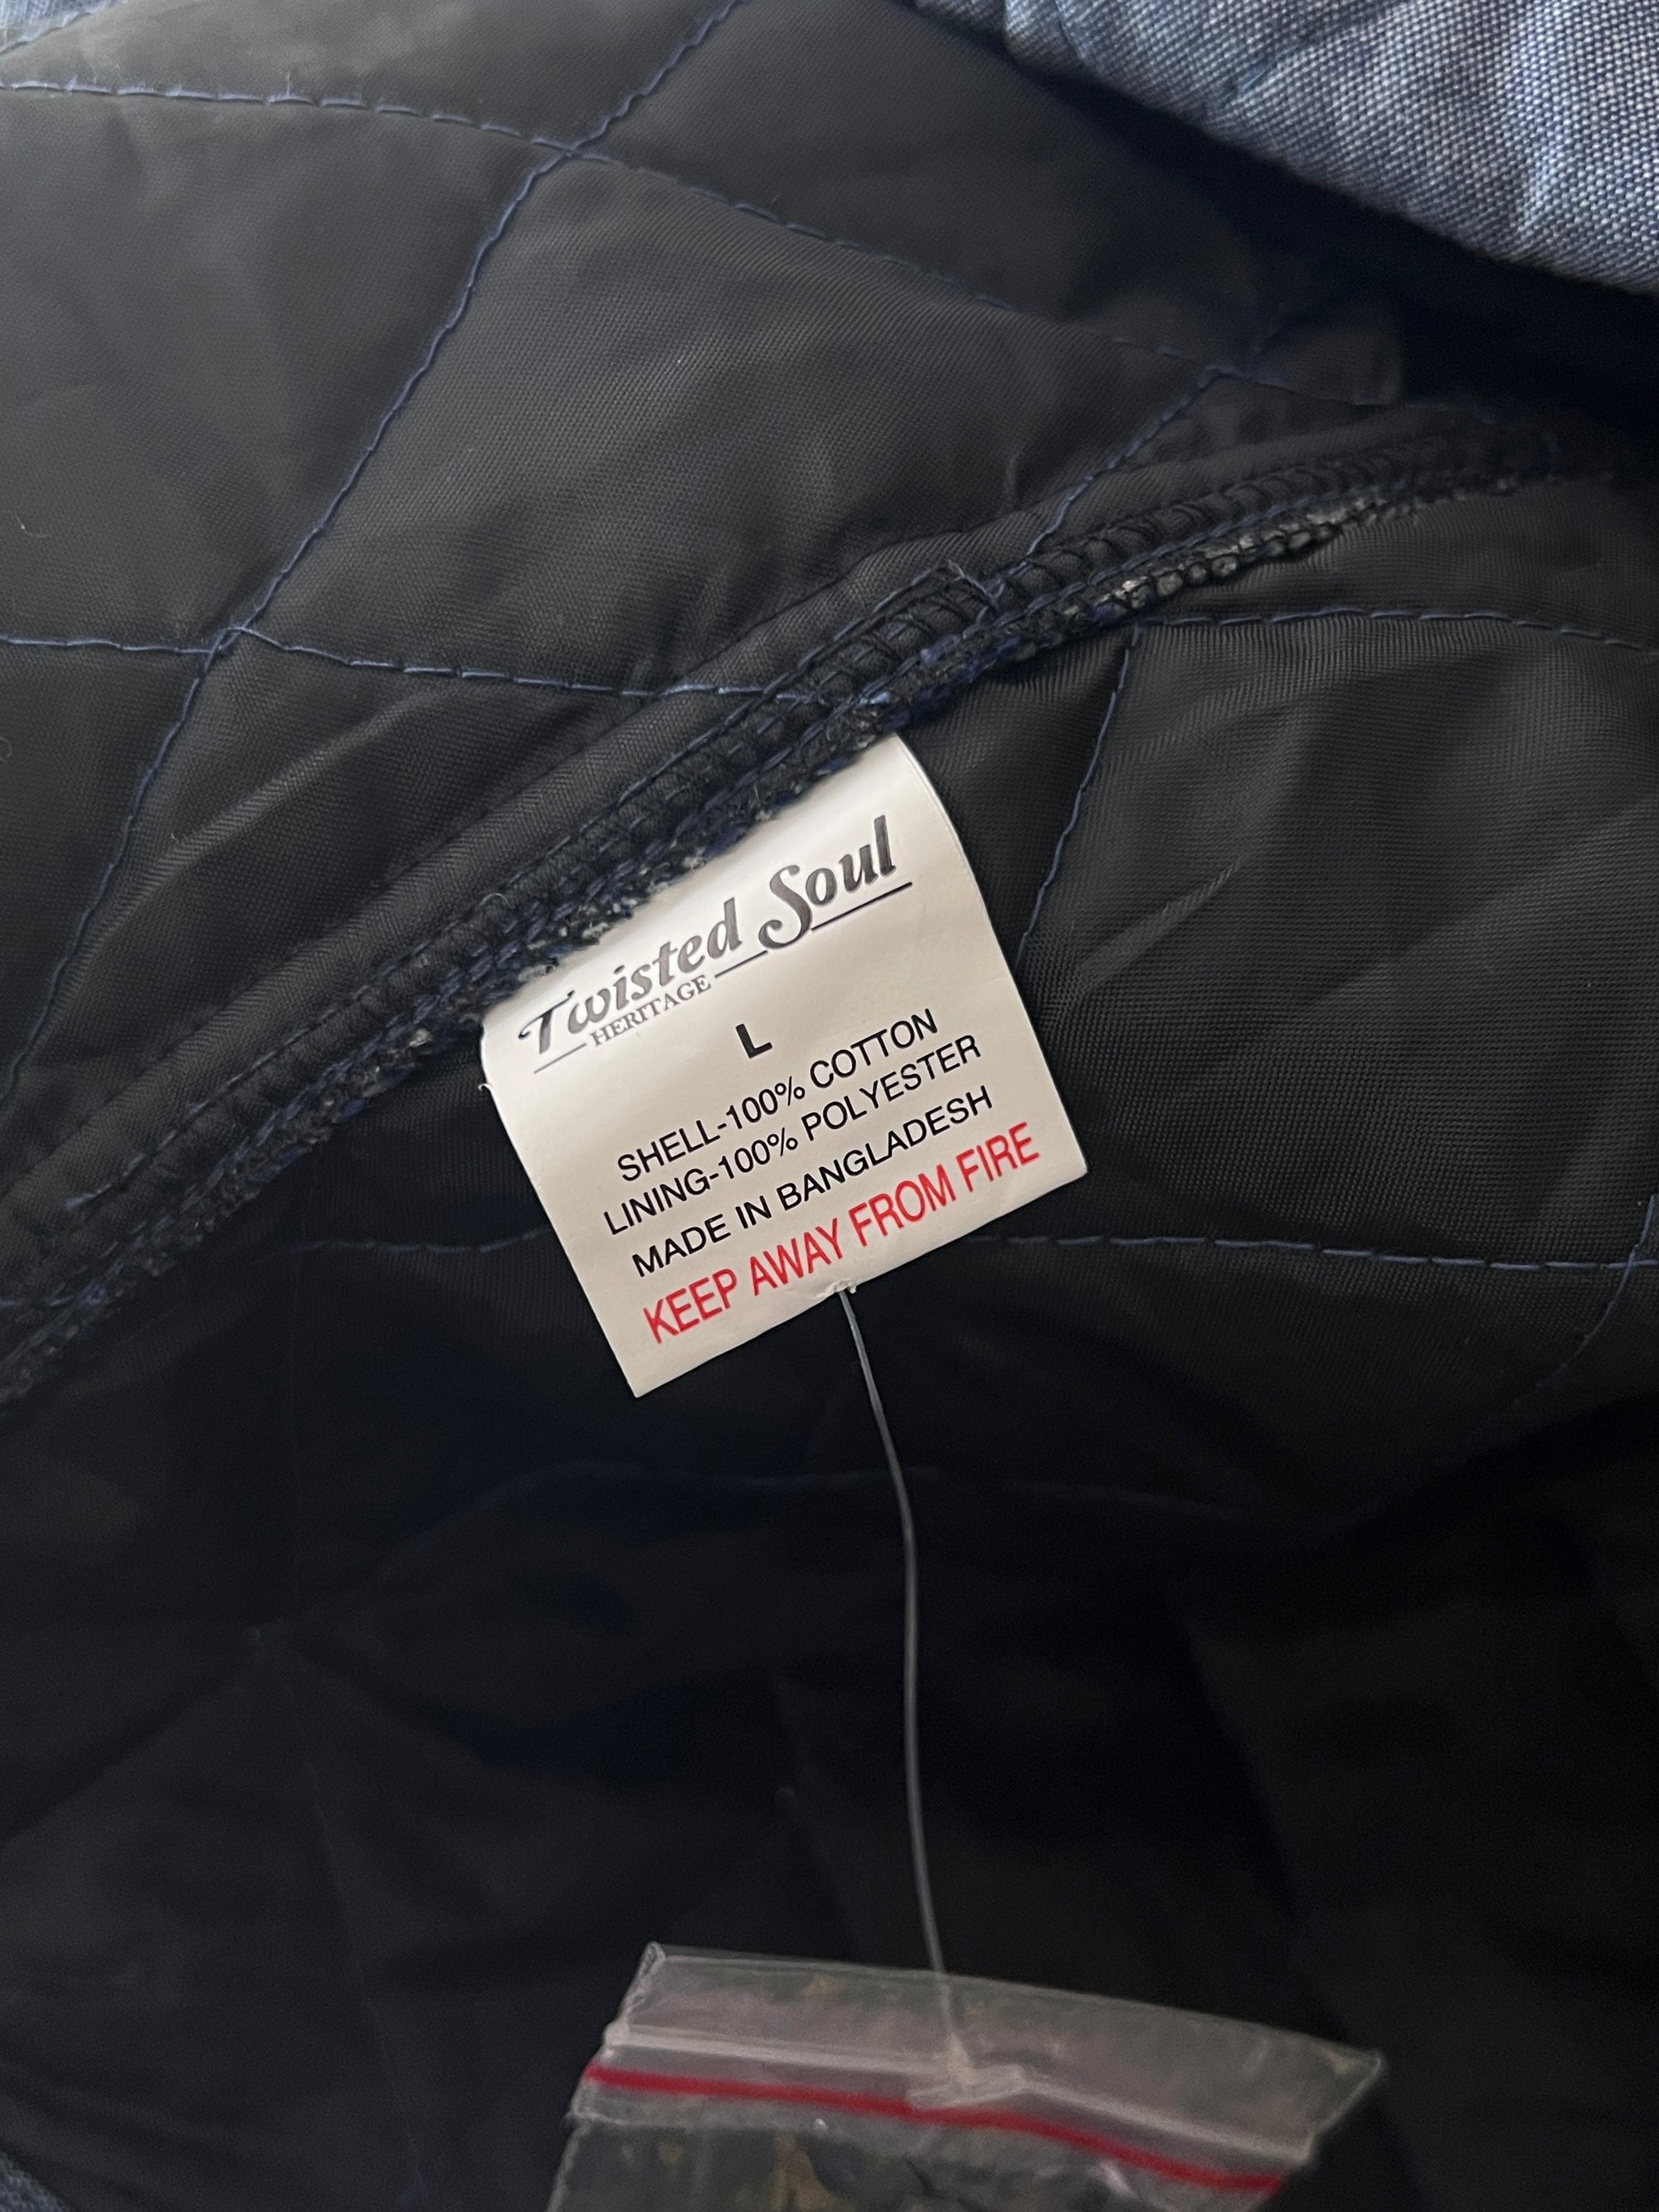 Twisted Soul
HERITAGE
L
SHELL-100% COTTON
LINING-100% POLYESTER
MADE IN BANGLADESH
KEEP AWAY FROM FIRE